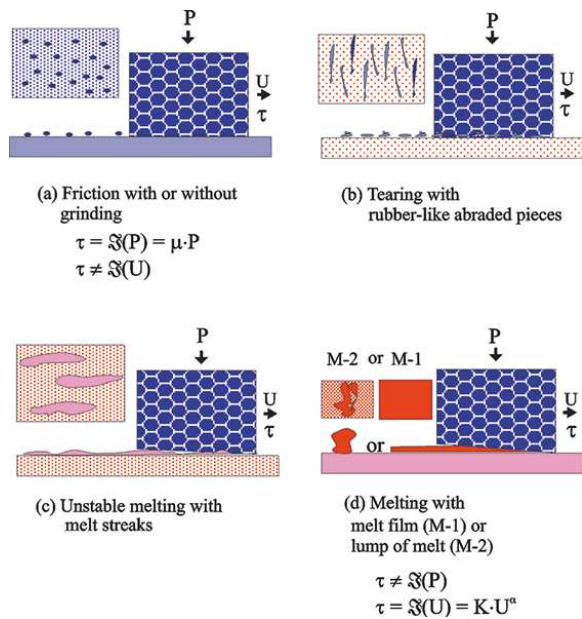 P
U
τ
(a) Friction with or without
grinding
τ = ℑ(P) = μ·P
τ ≠ ℑ(U)
P
U
τ
(b) Tearing with
rubber-like abraded pieces
P
U
τ
(c) Unstable melting with
melt streaks
P
M-2 or M-1
U
τ
or
(d) Melting with
melt film (M-1) or
lump of melt (M-2)
τ ≠ ℑ(P)
τ = ℑ(U) = K·Uᵅ